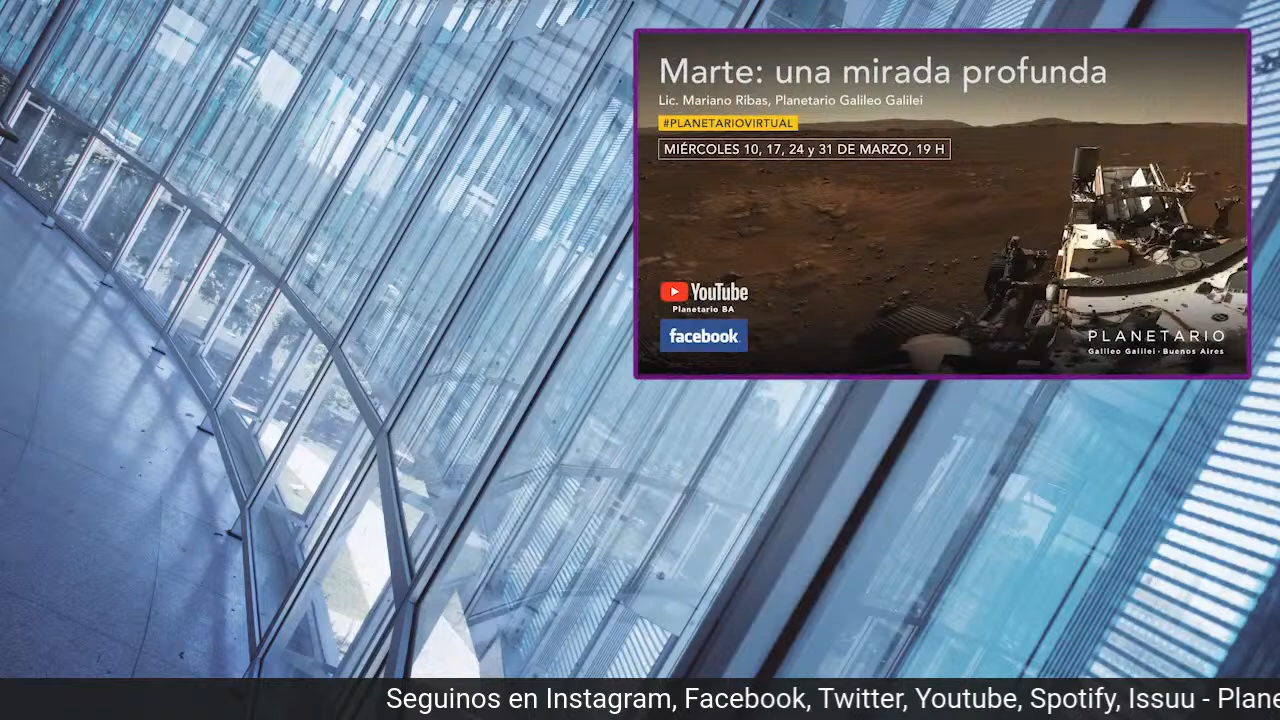 Marte: una mirada profunda
Lic. Mariano Ribas, Planetario Galileo Galilei
#PLANETARIOVIRTUAL
MIÉRCOLES 10, 17, 24 y 31 DE MARZO, 19 H
YouTube
Planetario BA
facebook
PLANETARIO
Galileo Galilei · Buenos Aires
Seguinos en Instagram, Facebook, Twitter, Youtube, Spotify, Issuu - Plane